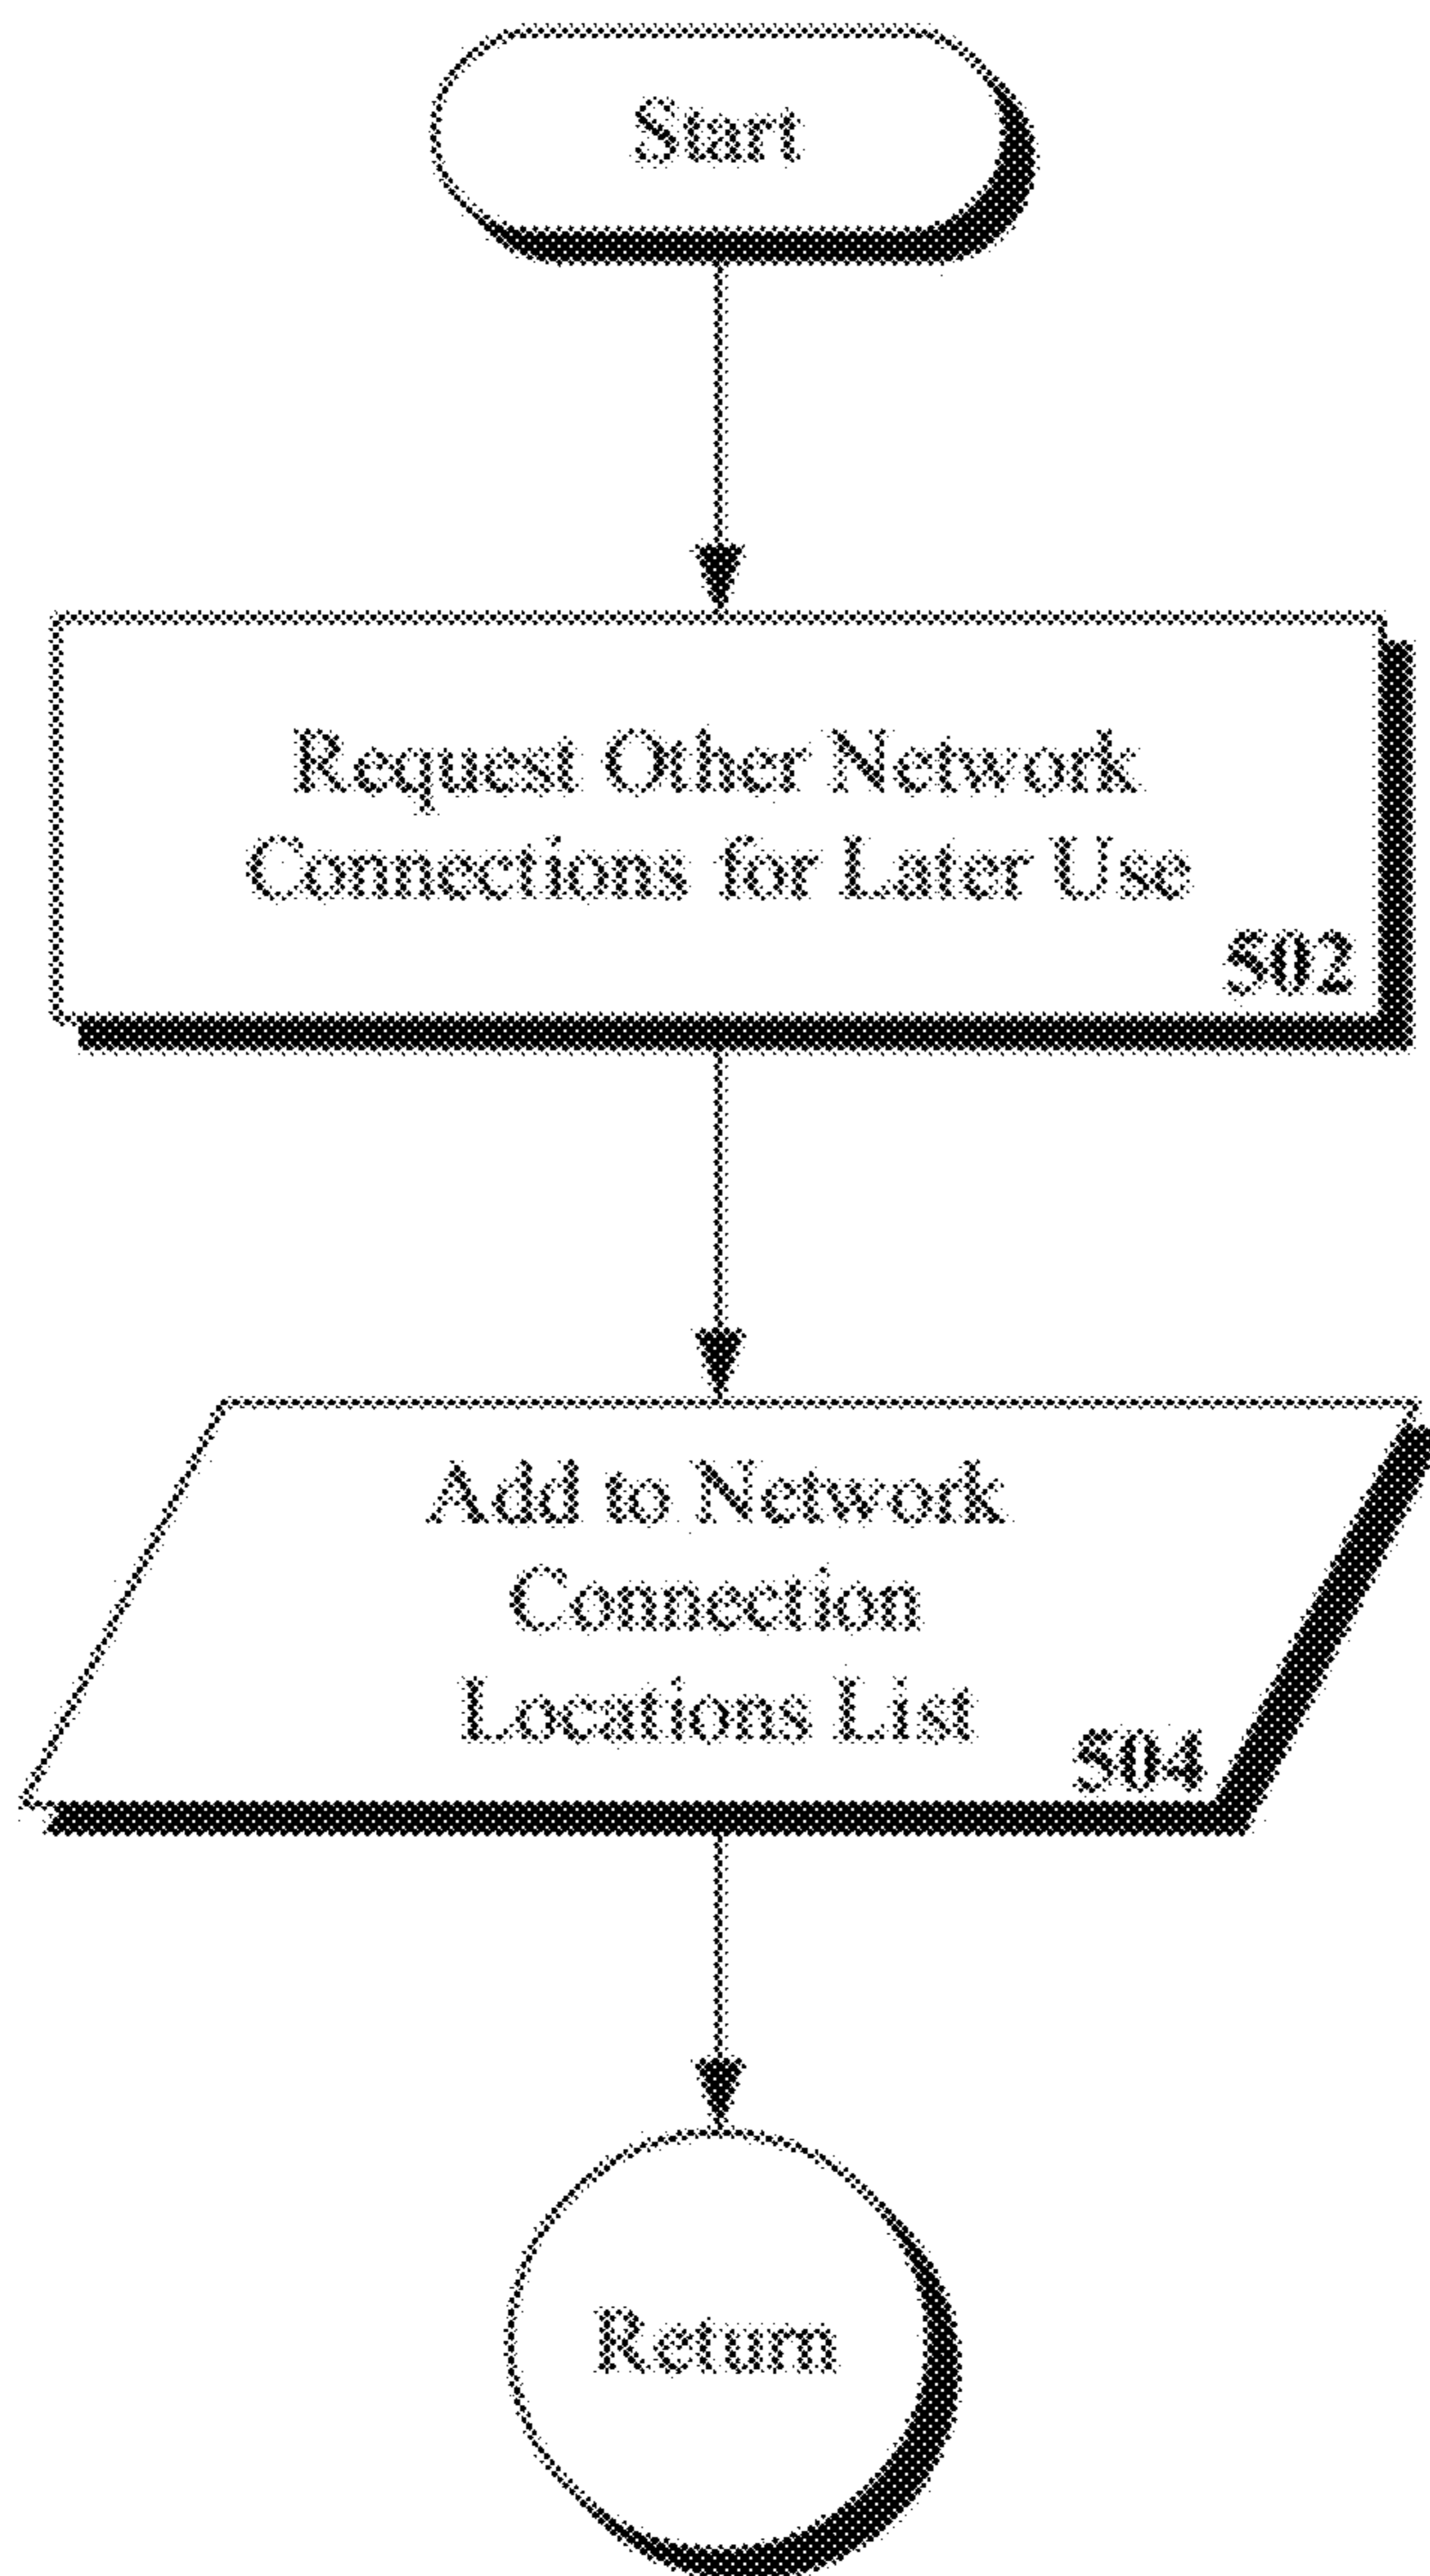 Start
Request Other Network
Connections for Later Use
502
Add to Network
Connection
Locations List
504
Return